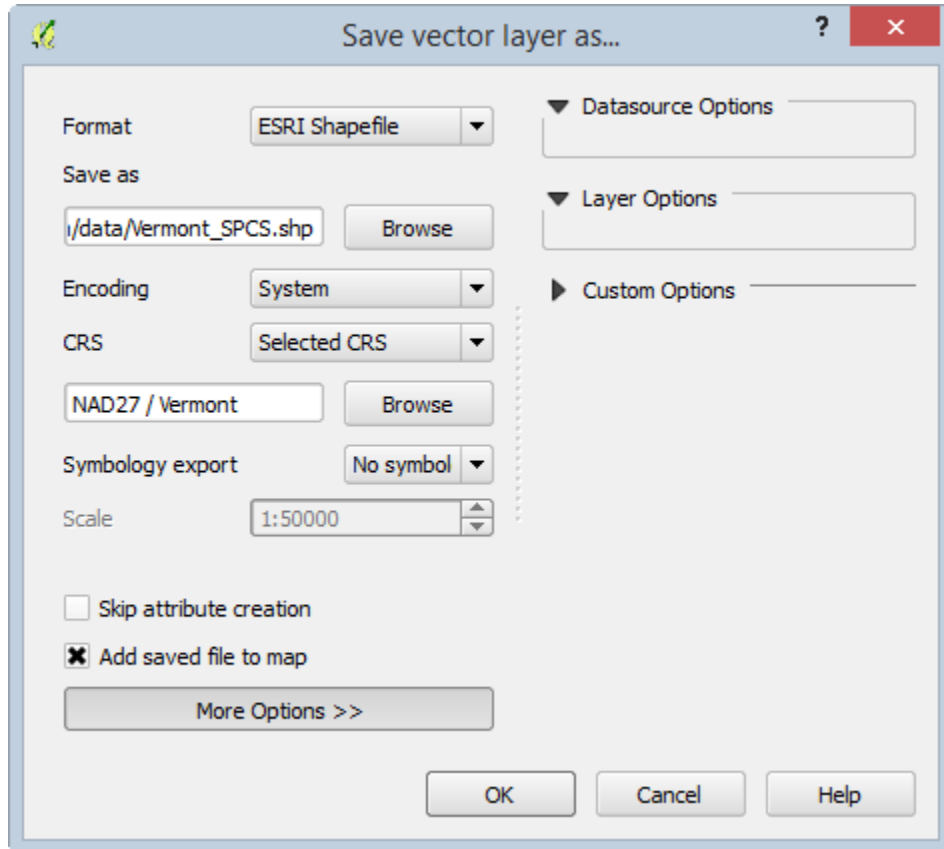 Save vector layer as...
?
Format
ESRI Shapefile
Save as
/data/Vermont_SPCS.shp
Browse
Encoding
System
CRS
Selected CRS
NAD27 / Vermont
Browse
Symbology export
No symbol
Scale
1:50000
Skip attribute creation
Add saved file to map
More Options >>
Datasource Options
Layer Options
Custom Options
OK
Cancel
Help